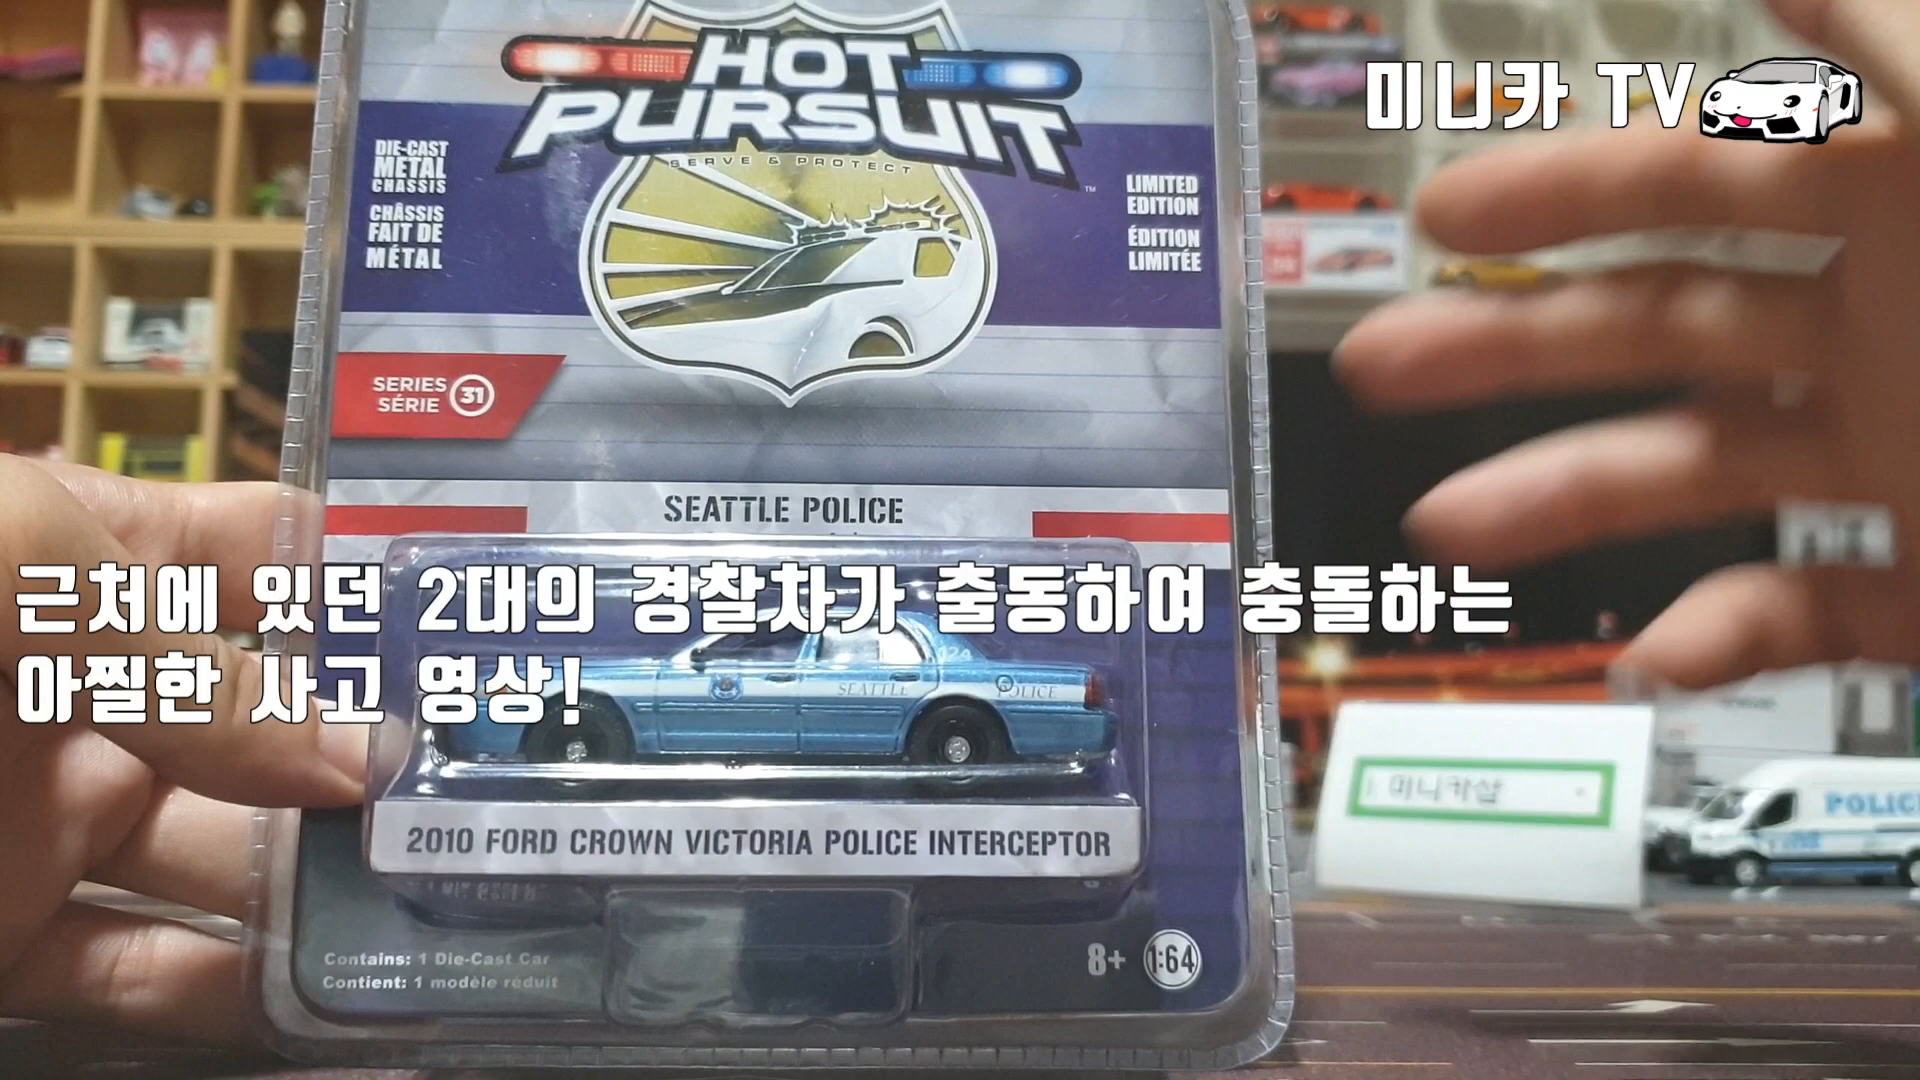 HOT
PURSUIT
SERVE & PROTECT
TM
DIE-CAST
METAL
CHASSIS
CHÂSSIS
FAIT DE
MÉTAL
LIMITED
EDITION
ÉDITION
LIMITÉE
미니카 TV
SERIES
SÉRIE
31
SEATTLE POLICE
근처에 있던 2대의 경찰차가 출동하여 충돌하는
아찔한 사고 영상!
124
SEATTLE POLICE
미니카샵
POLICE
2010 FORD CROWN VICTORIA POLICE INTERCEPTOR
Contains: 1 Die-Cast Car
Contient: 1 modèle réduit
8+
1:64